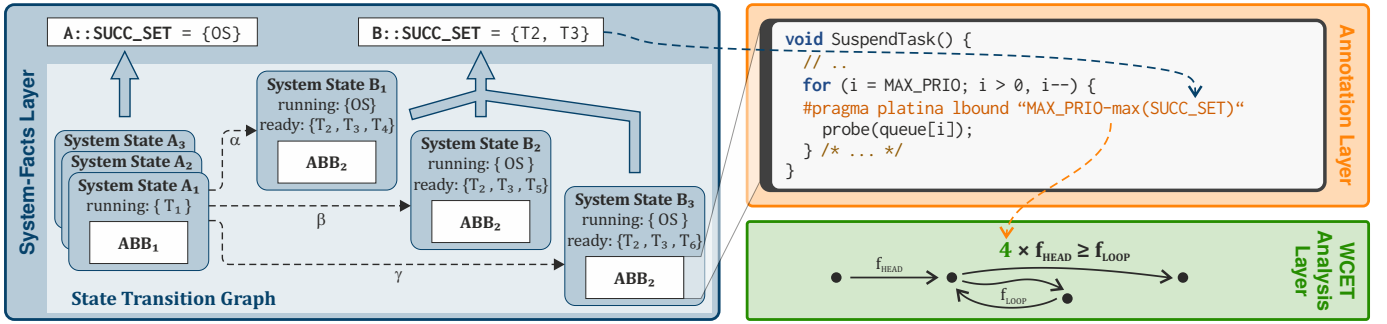 System-Facts Layer
A::SUCC_SET = {OS}
B::SUCC_SET = {T2, T3}
System State A3
System State A2
System State A1
running: { T1 }
ABB1
α
β
γ
System State B1
running: {OS}
ready: {T2 , T3 , T4}
ABB2
System State B2
running: { OS }
ready: {T2 , T3 , T5}
ABB2
System State B3
running: { OS }
ready: {T2 , T3 , T6}
ABB2
State Transition Graph
void SuspendTask() {
// ..
for (i = MAX_PRIO; i > 0, i--) {
#pragma platina lbound “MAX_PRIO-max(SUCC_SET)“
probe(queue[i]);
} /* ... */
}
Annotation Layer
4 × fHEAD ≥ fLOOP
fHEAD
fLOOP
WCET
Analysis
Layer